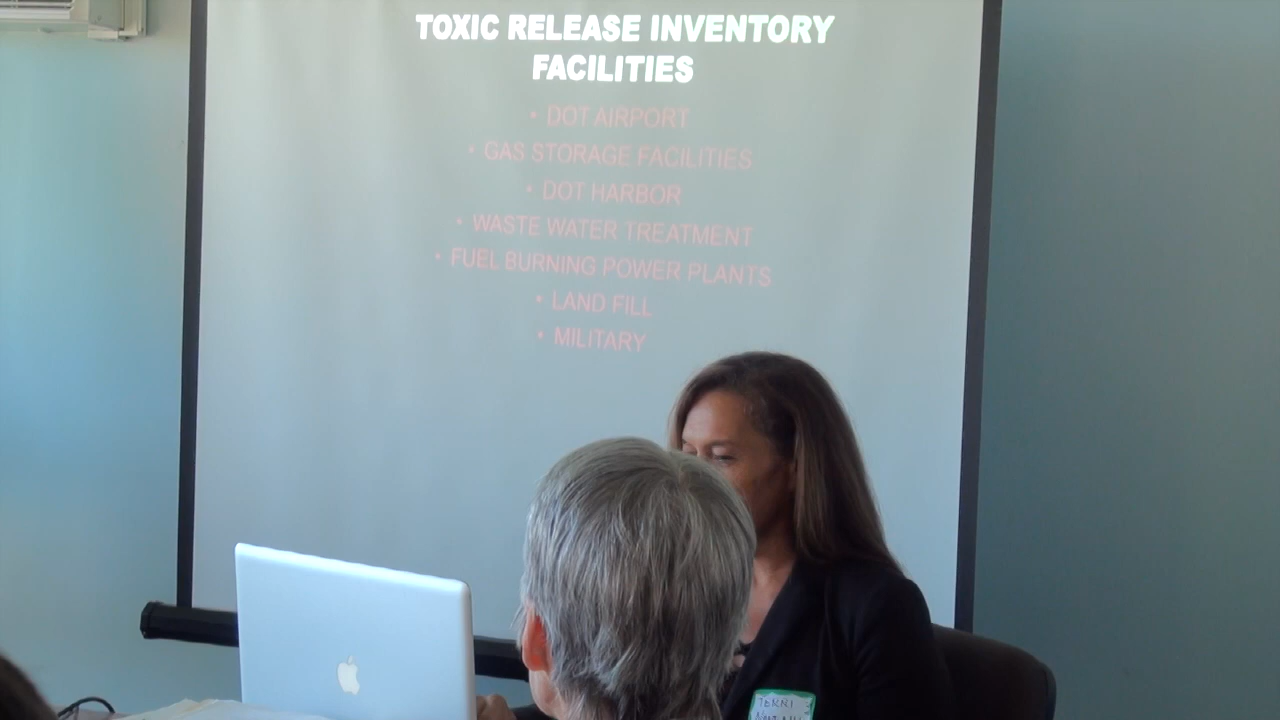 TOXIC RELEASE INVENTORY
FACILITIES
• DOT AIRPORT
• GAS STORAGE FACILITIES
• DOT HARBOR
• WASTE WATER TREATMENT
• FUEL BURNING POWER PLANTS
• LAND FILL
• MILITARY